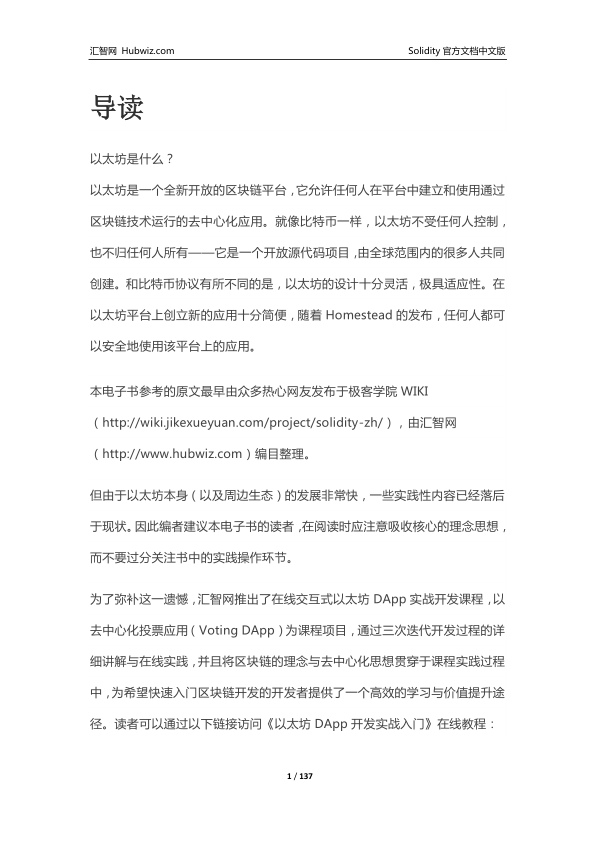 汇智网 Hubwiz.com
Solidity 官方文档中文版
导读
以太坊是什么？
以太坊是一个全新开放的区块链平台，它允许任何人在平台中建立和使用通过
区块链技术运行的去中心化应用。就像比特币一样，以太坊不受任何人控制，
也不归任何人所有——它是一个开放源代码项目，由全球范围内的很多人共同
创建。和比特币协议有所不同的是，以太坊的设计十分灵活，极具适应性。在
以太坊平台上创立新的应用十分简便，随着 Homestead 的发布，任何人都可
以安全地使用该平台上的应用。
本电子书参考的原文最早由众多热心网友发布于极客学院 WIKI
（http://wiki.jikexueyuan.com/project/solidity-zh/），由汇智网
（http://www.hubwiz.com）编目整理。
但由于以太坊本身（以及周边生态）的发展非常快，一些实践性内容已经落后
于现状。因此编者建议本电子书的读者，在阅读时应注意吸收核心的理念思想，
而不要过分关注书中的实践操作环节。
为了弥补这一遗憾，汇智网推出了在线交互式以太坊 DApp 实战开发课程，以
去中心化投票应用（Voting DApp）为课程项目，通过三次迭代开发过程的详
细讲解与在线实践，并且将区块链的理念与去中心化思想贯穿于课程实践过程
中，为希望快速入门区块链开发的开发者提供了一个高效的学习与价值提升途
径。读者可以通过以下链接访问《以太坊 DApp 开发实战入门》在线教程：
1 / 137